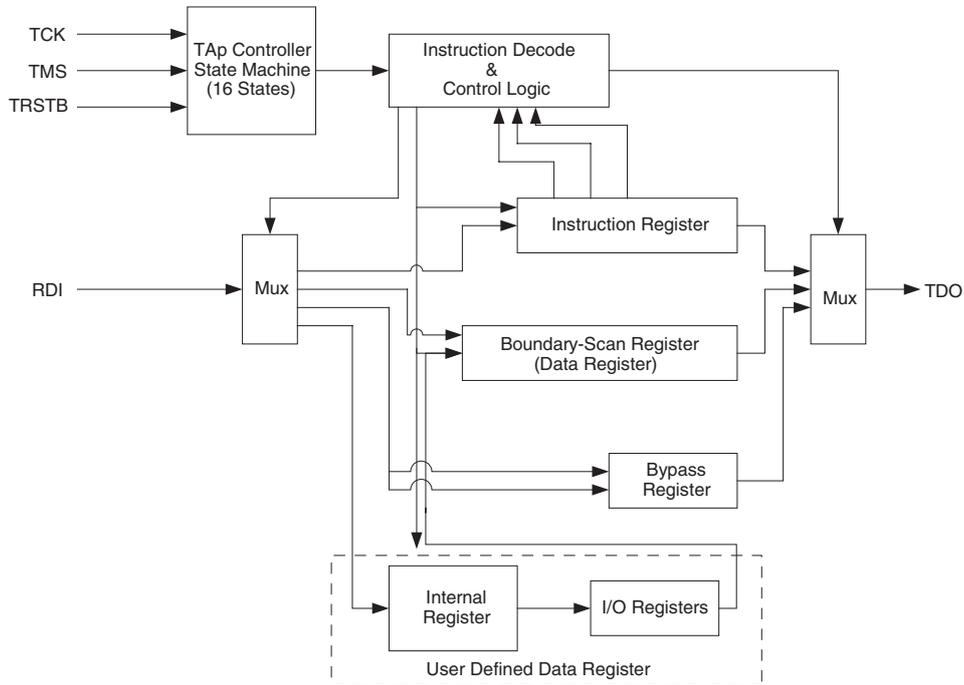 TCK
TMS
TRSTB
TAp Controller
State Machine
(16 States)
Instruction Decode
&
Control Logic
Instruction Register
RDI
Mux
Mux
TDO
Boundary-Scan Register
(Data Register)
Bypass
Register
Internal
Register
I/O Registers
User Defined Data Register